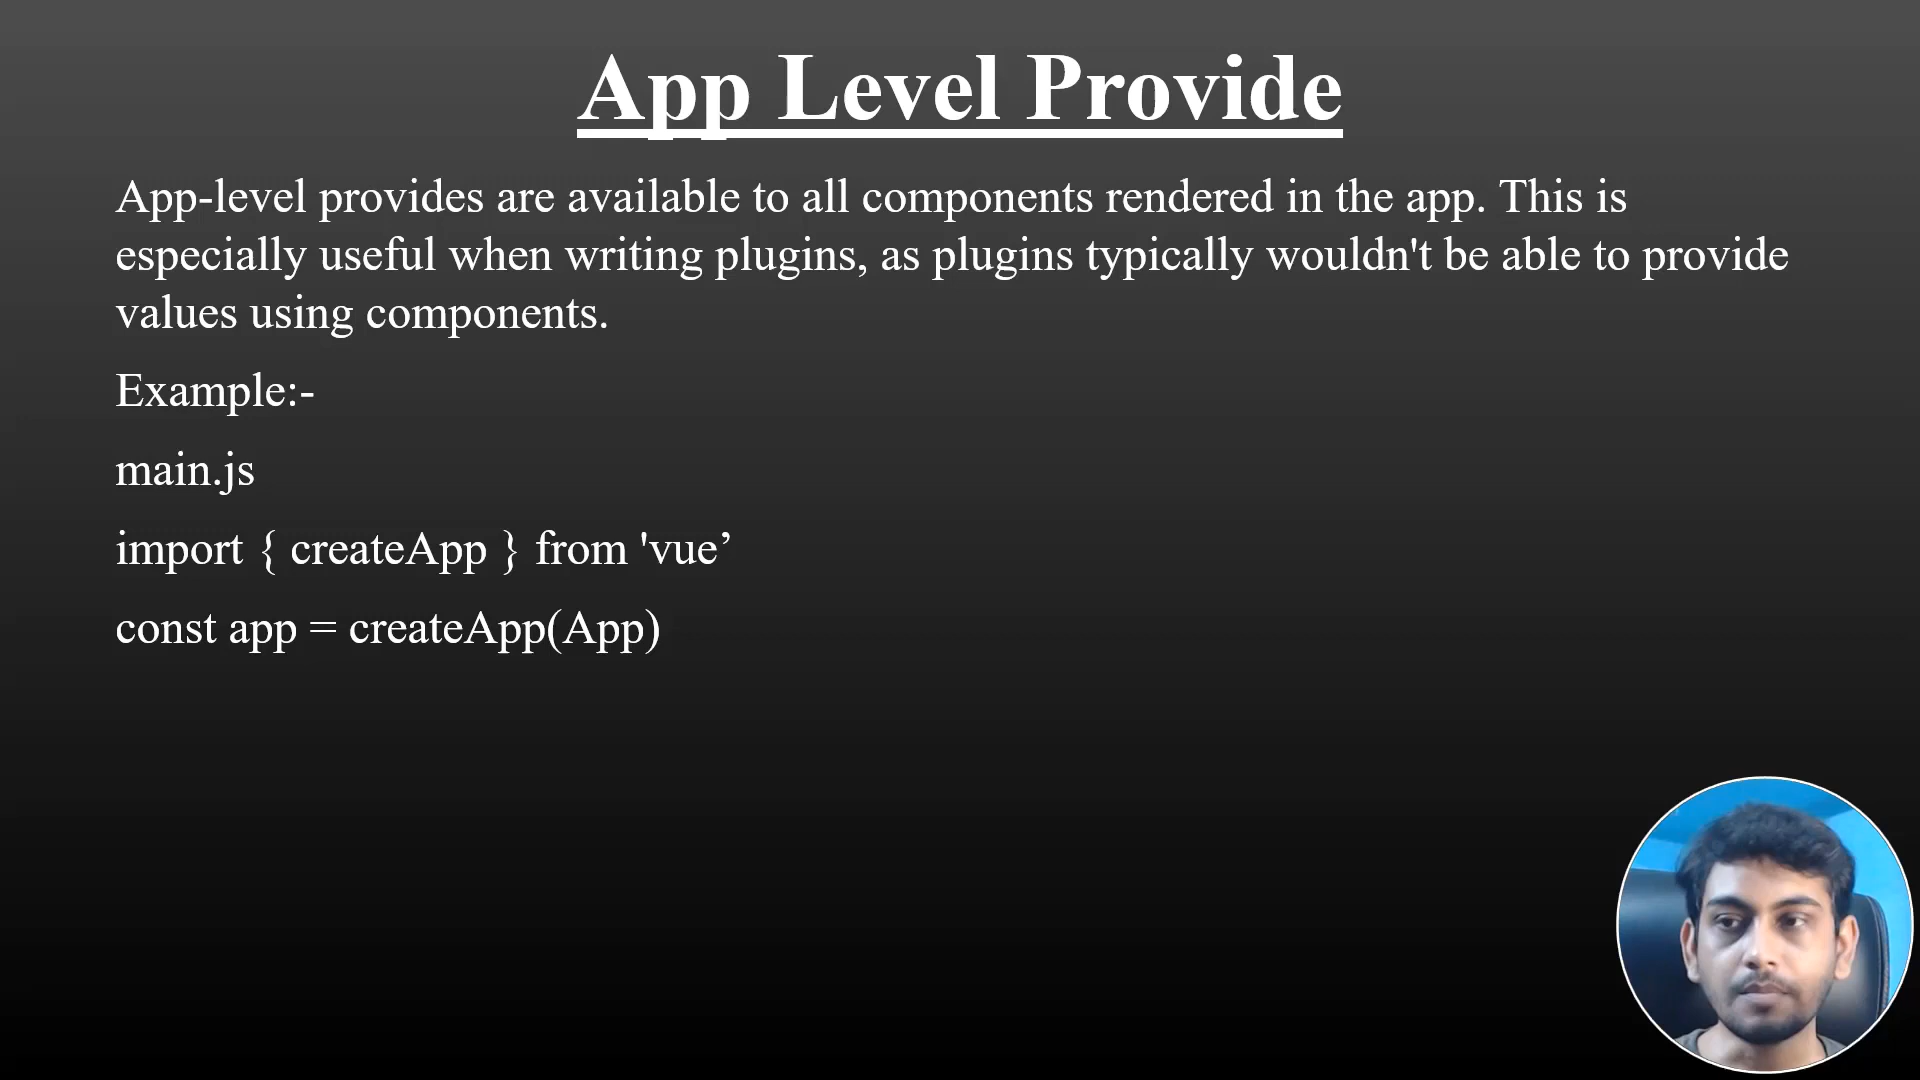 App Level Provide
App-level provides are available to all components rendered in the app. This is
especially useful when writing plugins, as plugins typically wouldn't be able to provide
values using components.
Example:-
main.js
import { createApp } from 'vue’
const app = createApp(App)